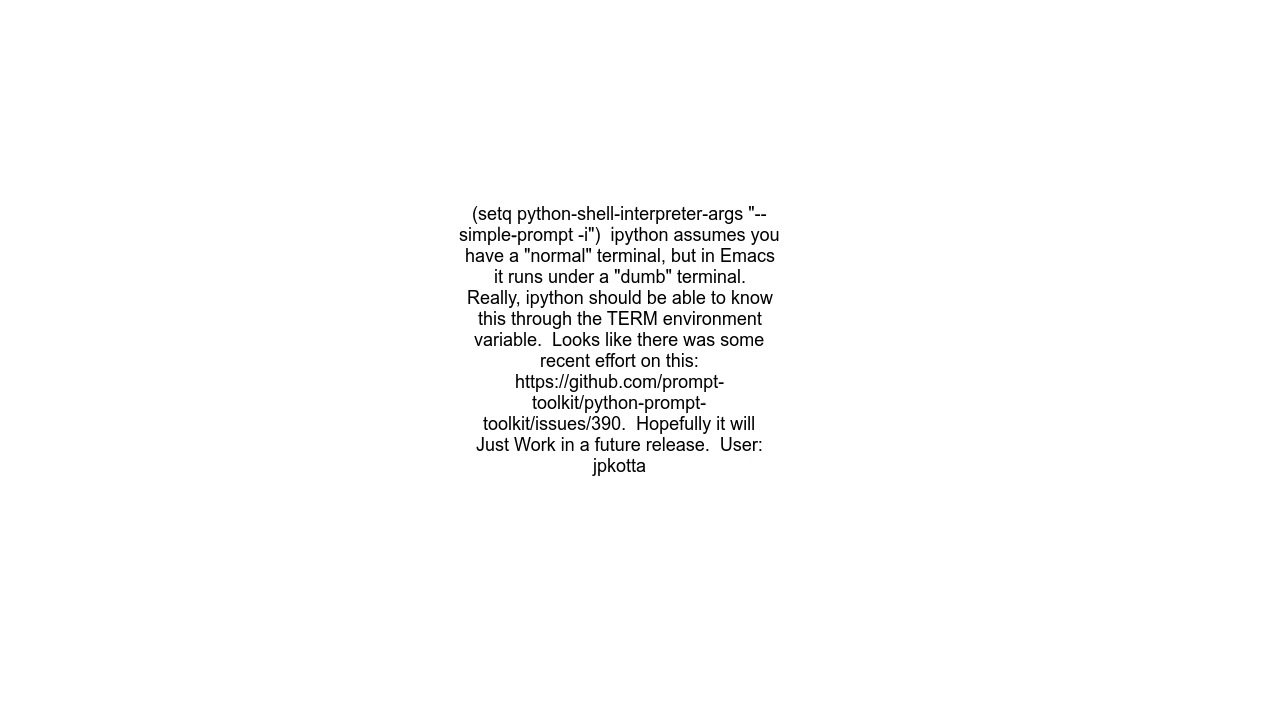 (setq python-shell-interpreter-args "--
simple-prompt -i")  ipython assumes you
have a "normal" terminal, but in Emacs
it runs under a "dumb" terminal.
Really, ipython should be able to know
this through the TERM environment
variable.  Looks like there was some
recent effort on this:
https://github.com/prompt-
toolkit/python-prompt-
toolkit/issues/390.  Hopefully it will
Just Work in a future release.  User:
jpkotta